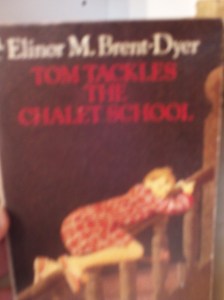 Elinor M. Brent-Dyer
TOM TACKLES
THE
CHALET SCHOOL